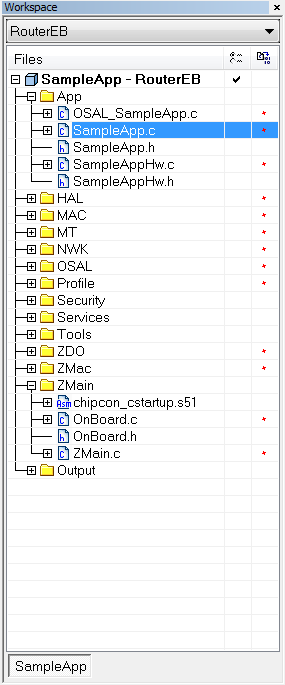 Workspace
RouterEB
Files
SampleApp - RouterEB
App
OSAL_SampleApp.c
SampleApp.c
SampleApp.h
SampleAppHw.c
SampleAppHw.h
HAL
MAC
MT
NWK
OSAL
Profile
Security
Services
Tools
ZDO
ZMac
ZMain
chipcon_cstartup.s51
OnBoard.c
OnBoard.h
ZMain.c
Output
SampleApp